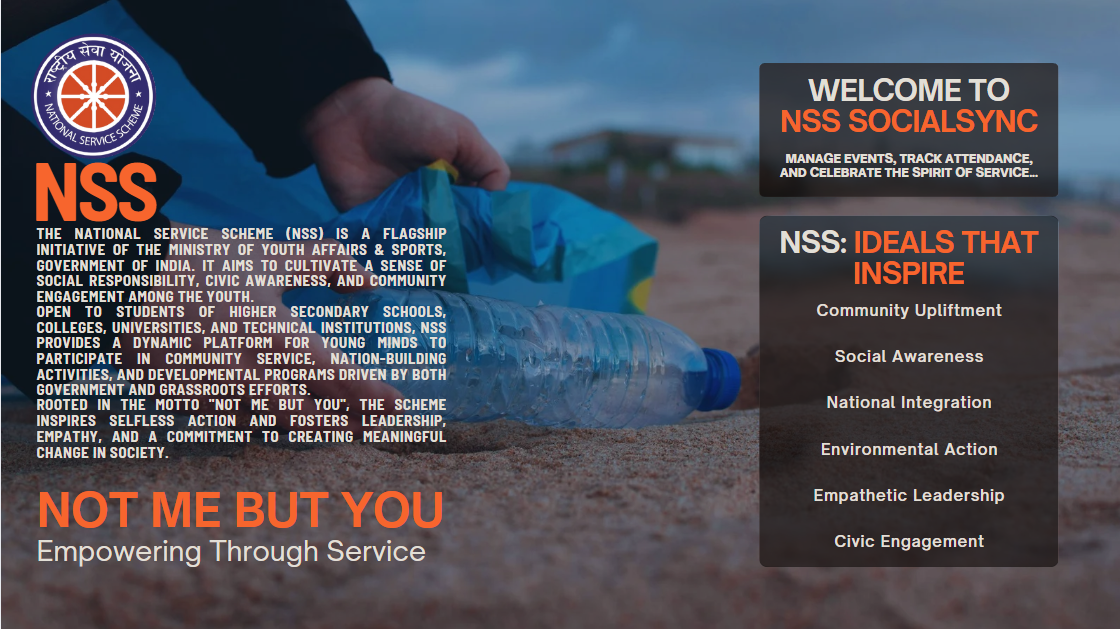 राष्ट्रीय सेवा योजना
NATIONAL SERVICE SCHEME
NSS
THE NATIONAL SERVICE SCHEME (NSS) IS A FLAGSHIP
INITIATIVE OF THE MINISTRY OF YOUTH AFFAIRS & SPORTS,
GOVERNMENT OF INDIA. IT AIMS TO CULTIVATE A SENSE OF
SOCIAL RESPONSIBILITY, CIVIC AWARENESS, AND COMMUNITY
ENGAGEMENT AMONG THE YOUTH.
OPEN TO STUDENTS OF HIGHER SECONDARY SCHOOLS,
COLLEGES, UNIVERSITIES, AND TECHNICAL INSTITUTIONS, NSS
PROVIDES A DYNAMIC PLATFORM FOR YOUNG MINDS TO
PARTICIPATE IN COMMUNITY SERVICE, NATION-BUILDING
ACTIVITIES, AND DEVELOPMENTAL PROGRAMS DRIVEN BY BOTH
GOVERNMENT AND GRASSROOTS EFFORTS.
ROOTED IN THE MOTTO "NOT ME BUT YOU", THE SCHEME
INSPIRES SELFLESS ACTION AND FOSTERS LEADERSHIP,
EMPATHY, AND A COMMITMENT TO CREATING MEANINGFUL
CHANGE IN SOCIETY.
NOT ME BUT YOU
Empowering Through Service
WELCOME TO
NSS SOCIALSYNC
MANAGE EVENTS, TRACK ATTENDANCE,
AND CELEBRATE THE SPIRIT OF SERVICE...
NSS: IDEALS THAT
INSPIRE
Community Upliftment
Social Awareness
National Integration
Environmental Action
Empathetic Leadership
Civic Engagement